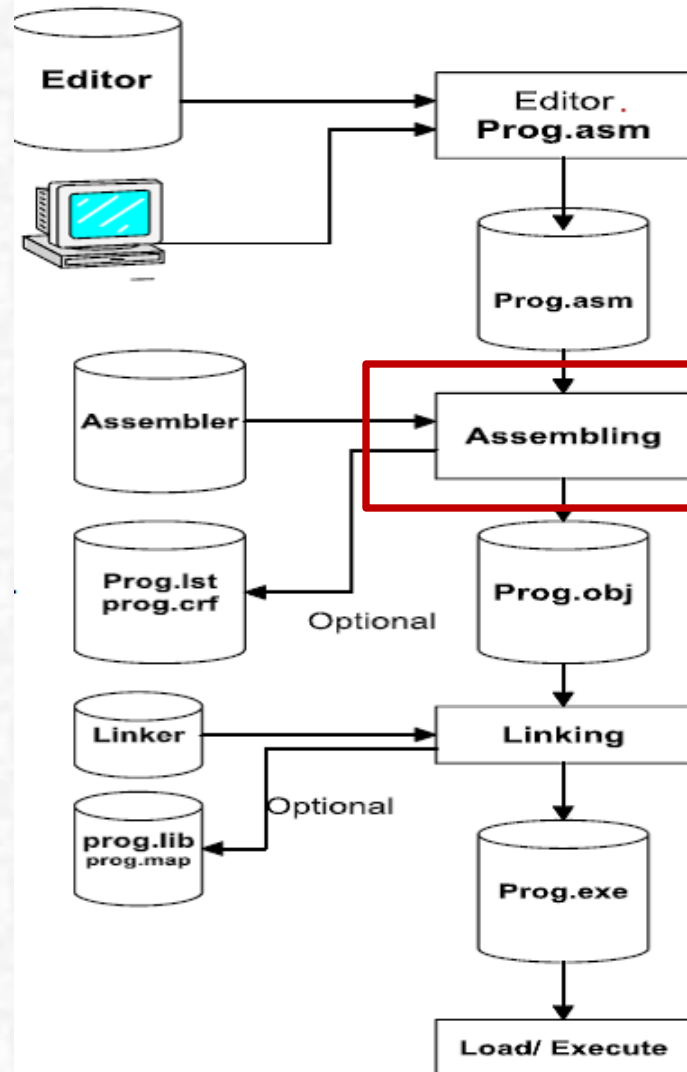 Editor
Editor .
Prog.asm
Prog.asm
Assembler
Assembling
Prog.lst
prog.crf
Optional
Prog.obj
Linker
Linking
Optional
prog.lib
prog.map
Prog.exe
Load/ Execute